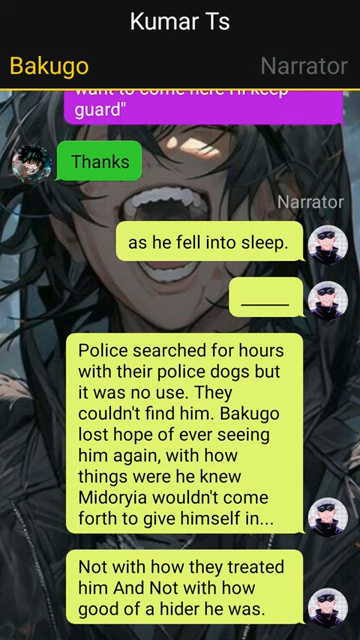 Kumar Ts
Bakugo
Narrator
want to come here I'll keep
guard"
Thanks
Narrator
as he fell into sleep.
______
Police searched for hours
with their police dogs but
it was no use. They
couldn't find him. Bakugo
lost hope of ever seeing
him again, with how
things were he knew
Midoryia wouldn't come
forth to give himself in...
Not with how they treated
him And Not with how
good of a hider he was.